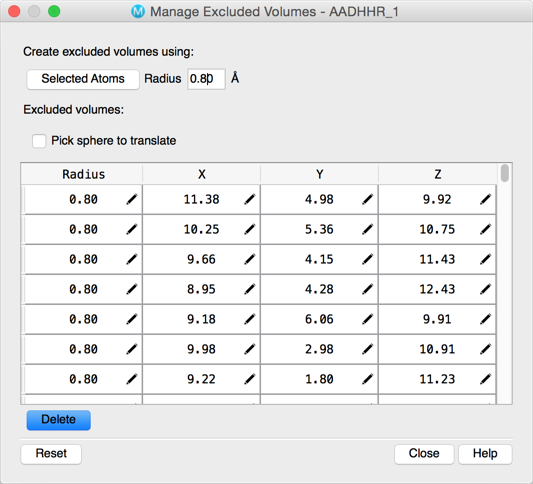 Manage Excluded Volumes - AADHHR_1
Create excluded volumes using:
Selected Atoms Radius 0.80 Å
Excluded volumes:
Pick sphere to translate
Radius X Y Z
0.80 11.38 4.98 9.92
0.80 10.25 5.36 10.75
0.80 9.66 4.15 11.43
0.80 8.95 4.28 12.43
0.80 9.18 6.06 9.91
0.80 9.98 2.98 10.91
0.80 9.22 1.80 11.23
Delete
Reset Close Help